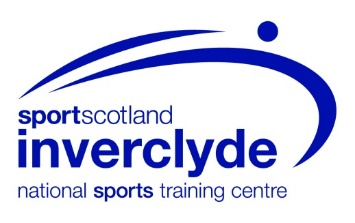 sportscotland
inverclyde
national sports training centre